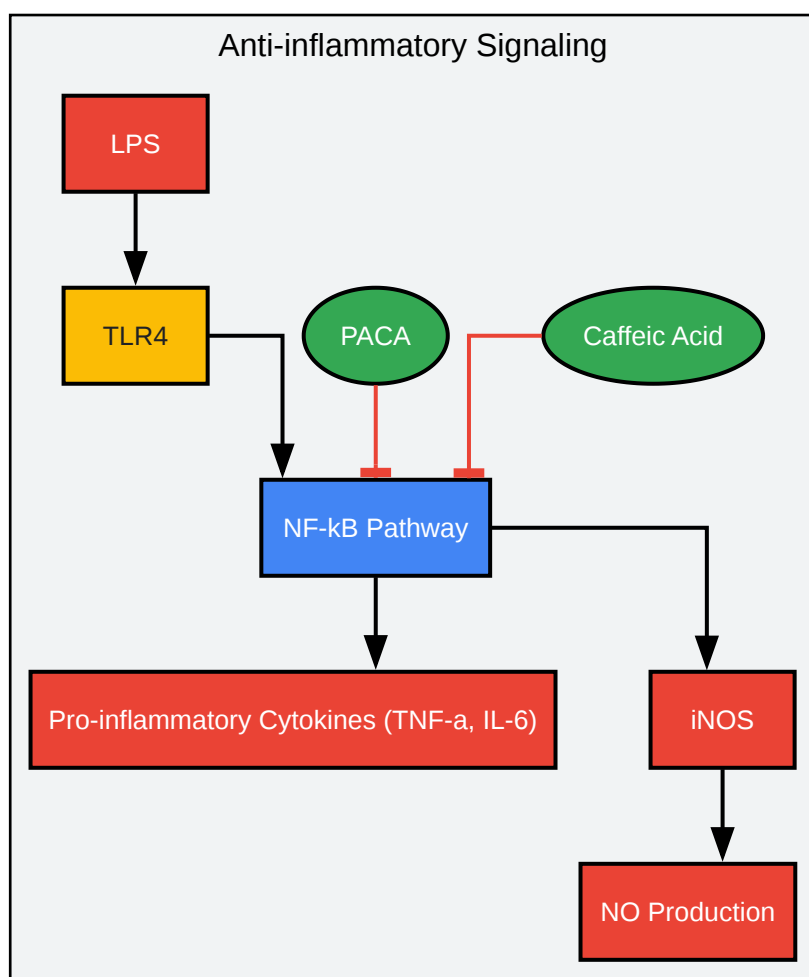 Anti-inflammatory Signaling
LPS
TLR4
PACA
Caffeic Acid
NF-kB Pathway
Pro-inflammatory Cytokines (TNF-a, IL-6)
iNOS
NO Production